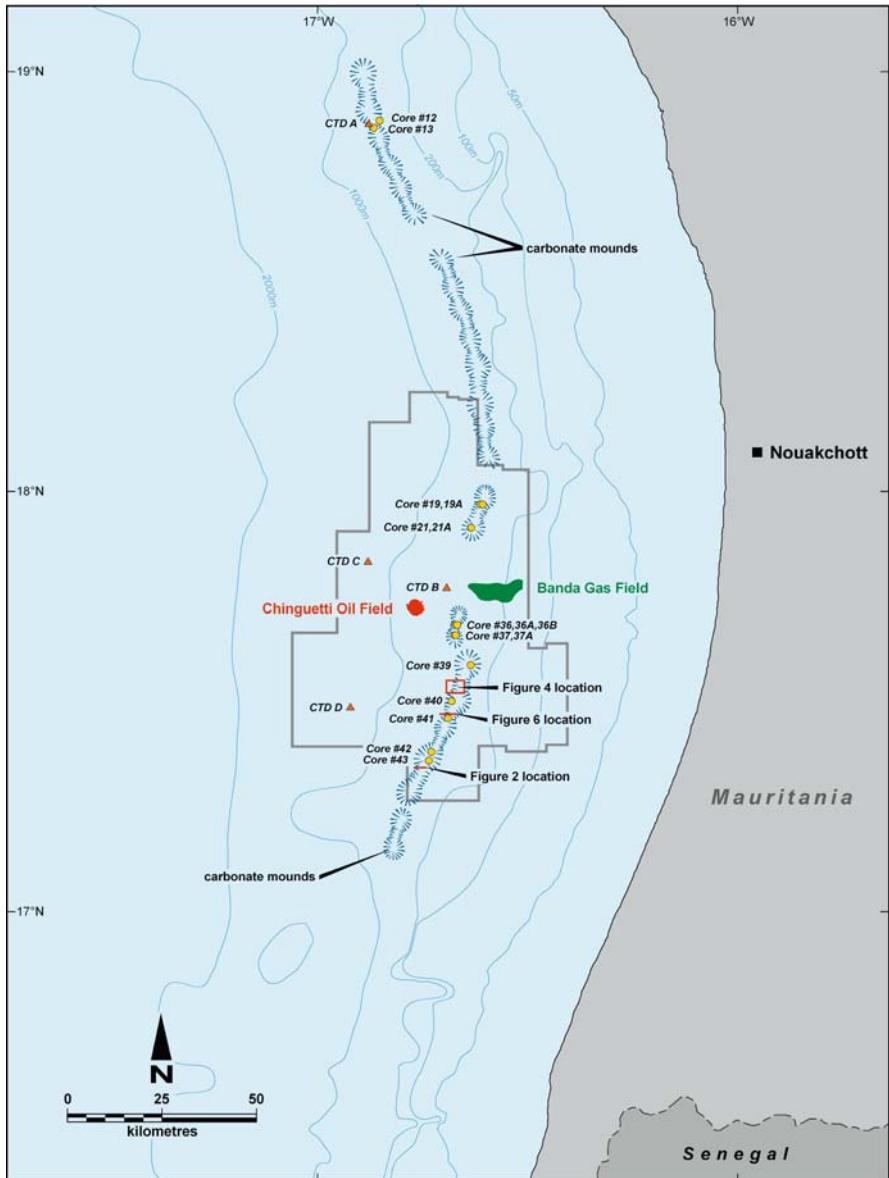 17°W
16°W
19°N
50m
CTD A
Core #12
Core #13
100m
200m
1000m
carbonate mounds
2000m
Nouakchott
18°N
Core #19,19A
Core #21,21A
CTD C
CTD B
Banda Gas Field
Chinguetti Oil Field
Core #36,36A,36B
Core #37,37A
Core #39
Figure 4 location
Core #40
CTD D
Core #41
Figure 6 location
Core #42
Core #43
Figure 2 location
Mauritania
carbonate mounds
17°N
N
0 25 50
kilometres
Senegal